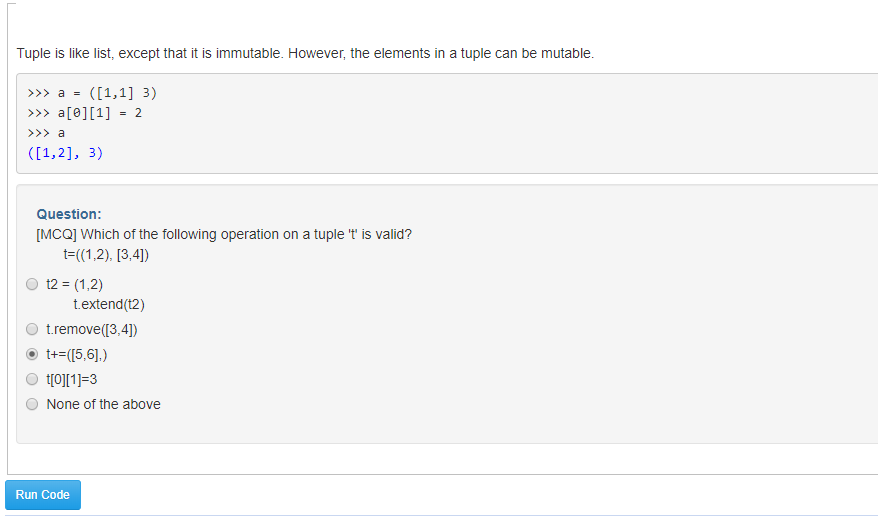 Tuple is like list, except that it is immutable. However, the elements in a tuple can be mutable.
>>> a = ([1,1] 3)
>>> a[0][1] = 2
>>> a
([1,2], 3)
Question:
[MCQ] Which of the following operation on a tuple 't' is valid?
t=((1,2), [3,4])
t2 = (1,2)
t.extend(t2)
t.remove([3,4])
t+=([5,6],)
t[0][1]=3
None of the above
Run Code